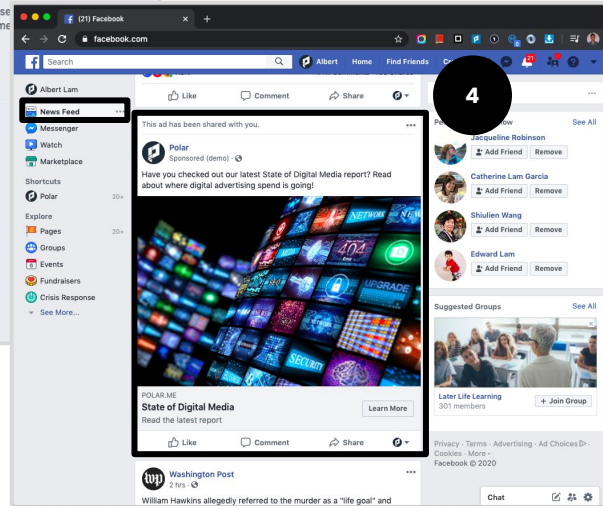 se
me
(21) Facebook
facebook.com
Search
Albert Home Find Friends
21
4
Albert Lam
News Feed
Messenger
Watch
Marketplace
Shortcuts
Polar 20+
Explore
Pages 20+
Groups
Events
Fundraisers
Crisis Response
See More...
Like Comment Share
This ad has been shared with you.
Polar
Sponsored (demo) ·
Have you checked out our latest State of Digital Media report? Read
about where digital advertising spend is going!
NETWORK
NEW
404
UPGRADE
SECURITY
POLAR.ME
State of Digital Media
Read the latest report
Learn More
Like Comment Share
Washington Post
2 hrs ·
William Hawkins allegedly referred to the murder as a "life goal" and
See All
Jacqueline Robinson
Add Friend Remove
Catherine Lam Garcia
Add Friend Remove
Shiulien Wang
Add Friend Remove
Edward Lam
Add Friend Remove
Suggested Groups See All
Later Life Learning
301 members
+ Join Group
Privacy · Terms · Advertising · Ad Choices ·
Cookies · More
Facebook © 2020
Chat